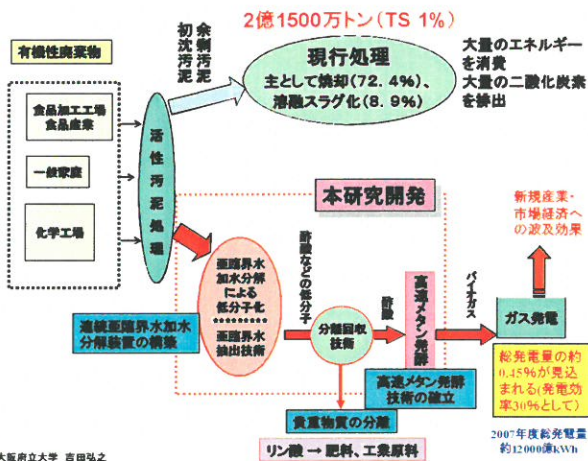 2億1500万トン(TS 1%)
有機性廃棄物
初沈汚泥
余剰汚泥
現行処理
主として焼却(72.4%)、
溶融スラグ化(8.9%)
大量のエネルギー
を消費
大量の二酸化炭素
を排出
食品加工工場
食品産業
一般家庭
化学工場
活性汚泥処理
本研究開発
新規産業・
市場経済へ
の波及効果
亜臨界水
加水分解
による
低分子化
亜臨界水
抽出技術
酢酸などの低分子
分離回収
技術
酢酸
高速メタン発酵
バイオガス
ガス発電
連続亜臨界水加水
分解装置の構築
高速メタン発酵
技術の確立
総発電量の約
0.45%が見込
まれる(発電効
率30%として)
貴重物質の分離
リン酸 → 肥料、工業原料
2007年度総発電量
約12000億kWh
大阪府立大学 吉田弘之